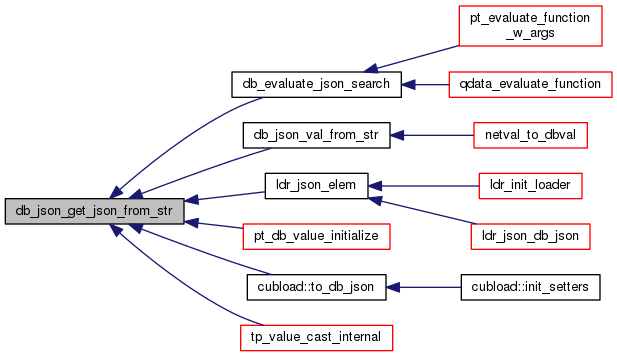 pt_evaluate_function
_w_args
db_evaluate_json_search
qdata_evaluate_function
db_json_val_from_str
netval_to_dbval
ldr_json_elem
ldr_init_loader
db_json_get_json_from_str
pt_db_value_initialize
ldr_json_db_json
cubload::to_db_json
cubload::init_setters
tp_value_cast_internal